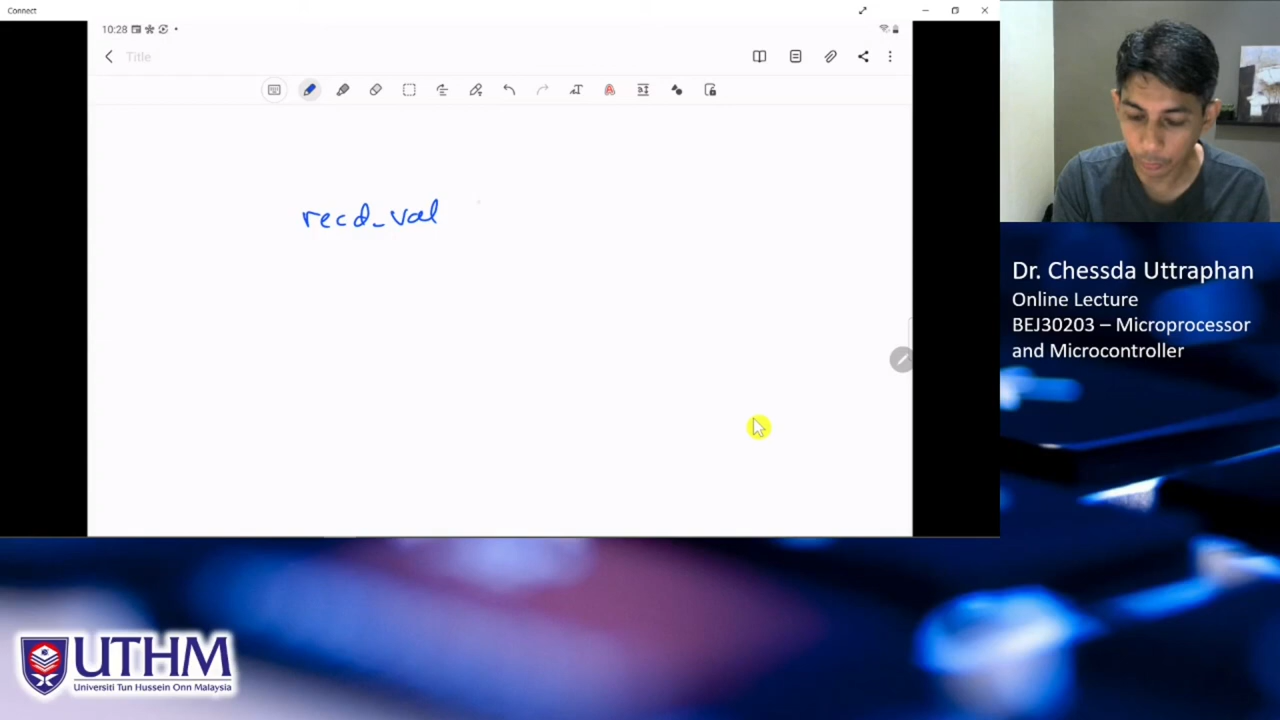 Connect
10:28
Title
recd_val
Dr. Chessda Uttraphan
Online Lecture
BEJ30203 – Microprocessor
and Microcontroller
UTHM
Universiti Tun Hussein Onn Malaysia